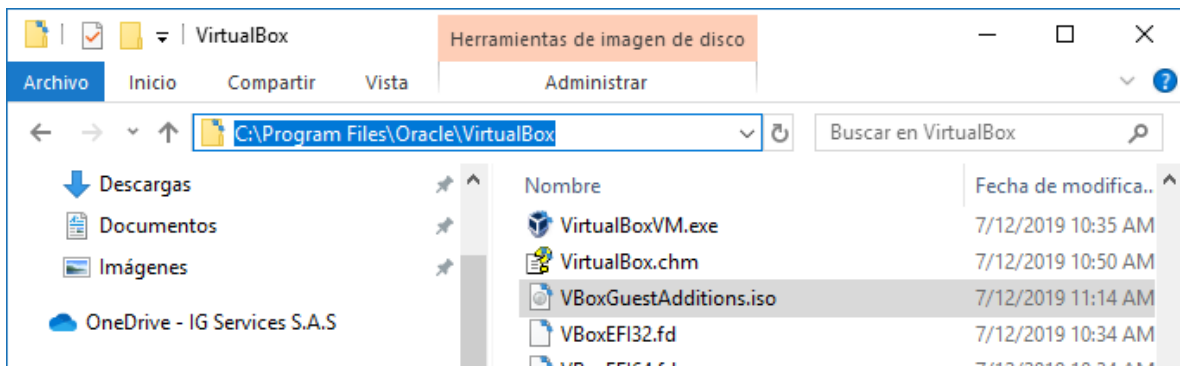 VirtualBox
Herramientas de imagen de disco
Archivo Inicio Compartir Vista Administrar
C:\Program Files\Oracle\VirtualBox
Buscar en VirtualBox
Descargas
Documentos
Imágenes
OneDrive - IG Services S.A.S
Nombre Fecha de modifica..
VirtualBoxVM.exe 7/12/2019 10:35 AM
VirtualBox.chm 7/12/2019 10:50 AM
VBoxGuestAdditions.iso 7/12/2019 11:14 AM
VBoxEFI32.fd 7/12/2019 10:34 AM